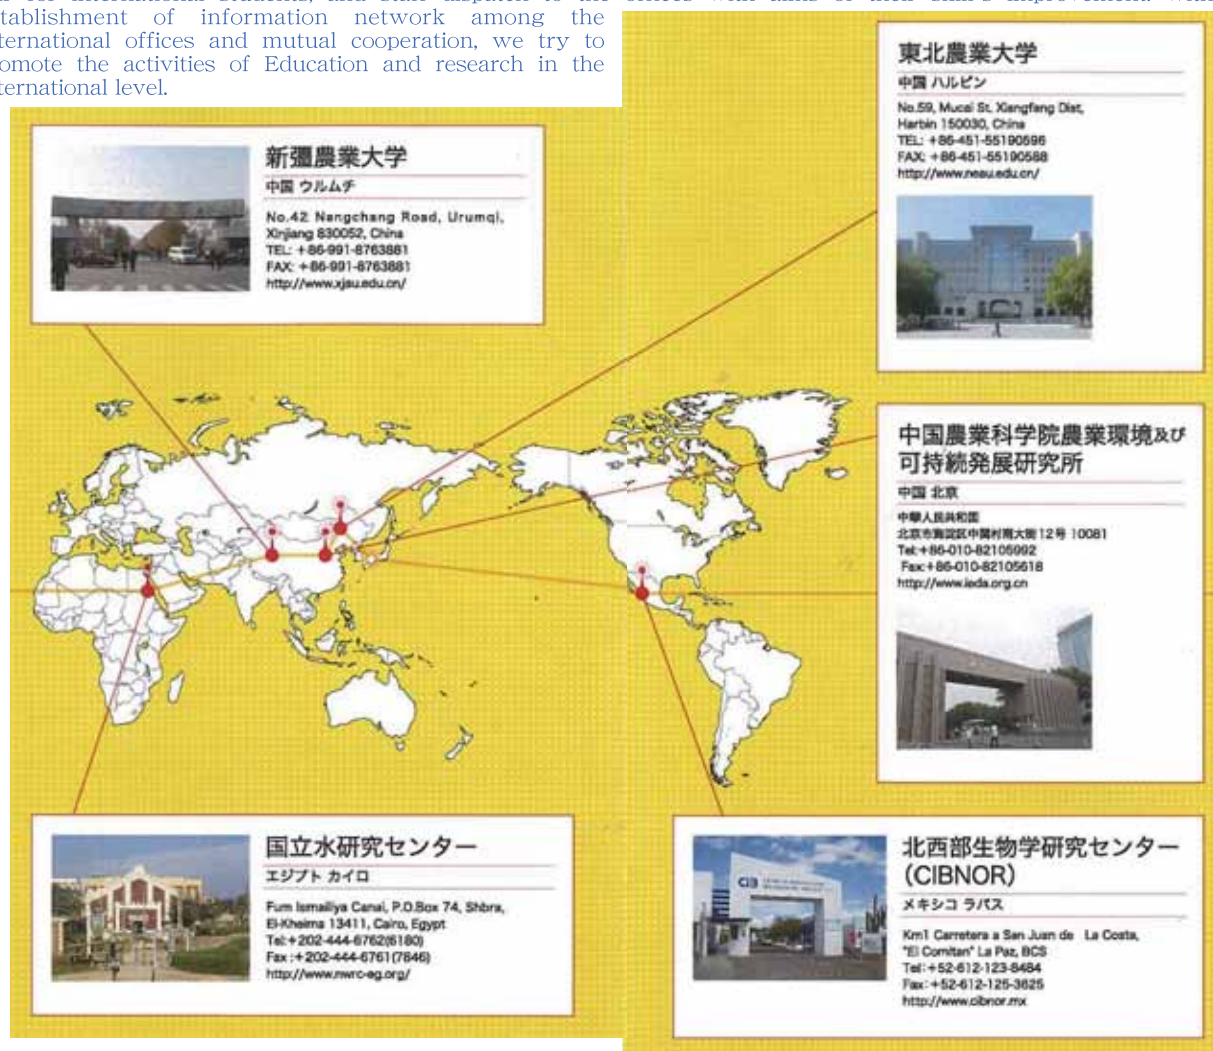 establishment of information network among the
international offices and mutual cooperation, we try to
promote the activities of Education and research in the
international level.
新疆農業大学
中国 ウルムチ
No.42 Nangchang Road, Urumqi,
Xinjiang 830052, China
TEL: +86-991-8763881
FAX: +86-991-8763881
http://www.xjau.edu.cn/
東北農業大学
中国 ハルビン
No.59, Mucai St. Xiangfang Dist,
Harbin 150030, China
TEL: +86-451-55190596
FAX: +86-451-55190588
http://www.neau.edu.cn/
中国農業科学院農業環境及び
可持続発展研究所
中国 北京
中華人民共和国
北京市海淀区中関村南大街12号 10081
Tel:+86-010-82105992
Fax:+86-010-82105618
http://www.ieda.org.cn
国立水研究センター
エジプト カイロ
Fum Ismailiya Canal, P.O.Box 74, Shbra,
El-Kheima 13411, Cairo, Egypt
Tel:+202-444-6762(6180)
Fax :+202-444-6761(7846)
http://www.nwrc-eg.org/
北西部生物学研究センター
(CIBNOR)
メキシコ ラパス
Km1 Carretera a San Juan de La Costa,
"El Comitan" La Paz, BCS
Tel:+52-612-123-8484
Fax:+52-612-125-3625
http://www.cibnor.mx
CIB